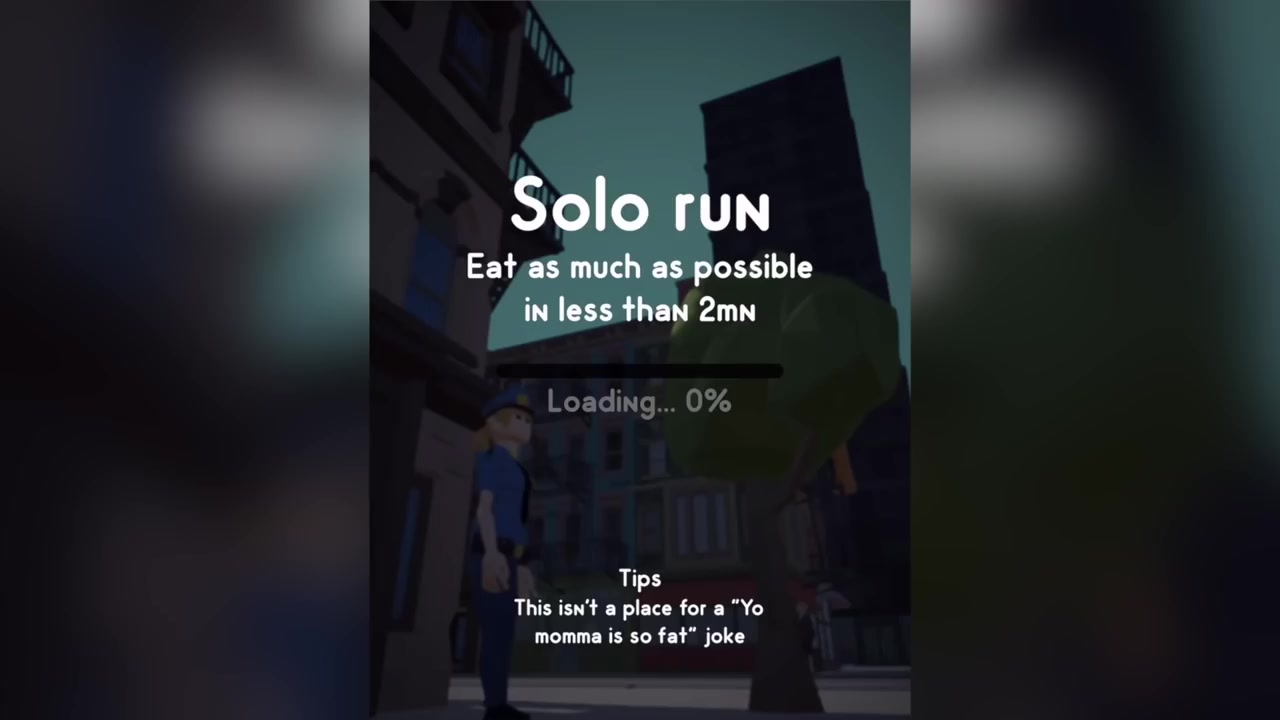 Solo run
Eat as much as possible
in less than 2mn
Loading... 0%
Tips
This isn't a place for a "Yo
momma is so fat" joke